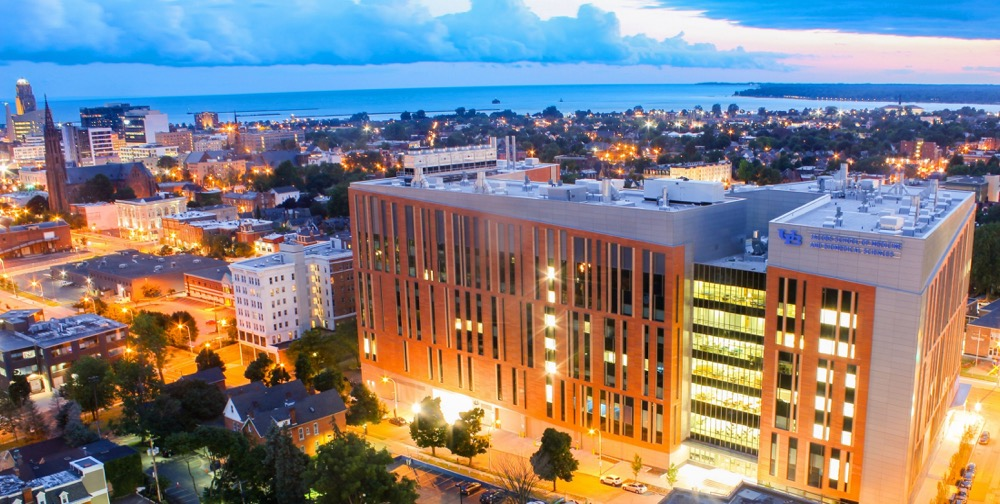 UB
JACOBS SCHOOL OF MEDICINE
AND BIOMEDICAL SCIENCES